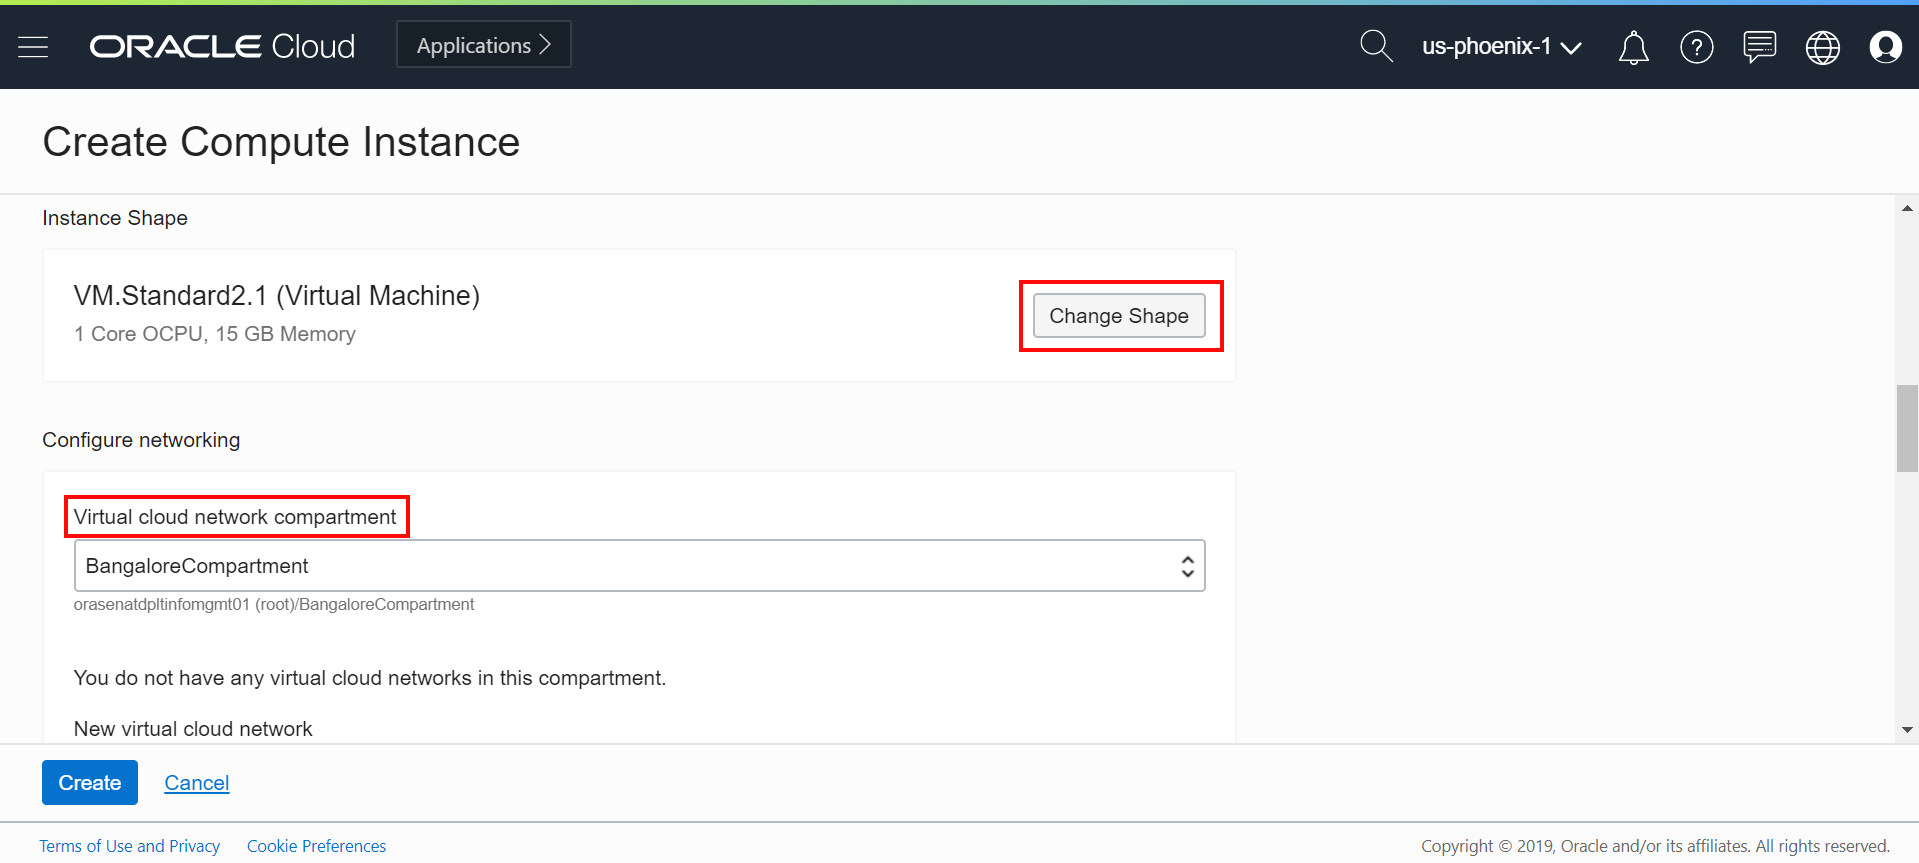 ORACLE Cloud
Applications
us-phoenix-1
?
Create Compute Instance
Instance Shape
VM.Standard2.1 (Virtual Machine)
1 Core OCPU, 15 GB Memory
Change Shape
Configure networking
Virtual cloud network compartment
BangaloreCompartment
orasenatdpltinfomgmt01 (root)/BangaloreCompartment
You do not have any virtual cloud networks in this compartment.
New virtual cloud network
Create Cancel
Terms of Use and Privacy Cookie Preferences Copyright © 2019, Oracle and/or its affiliates. All rights reserved.